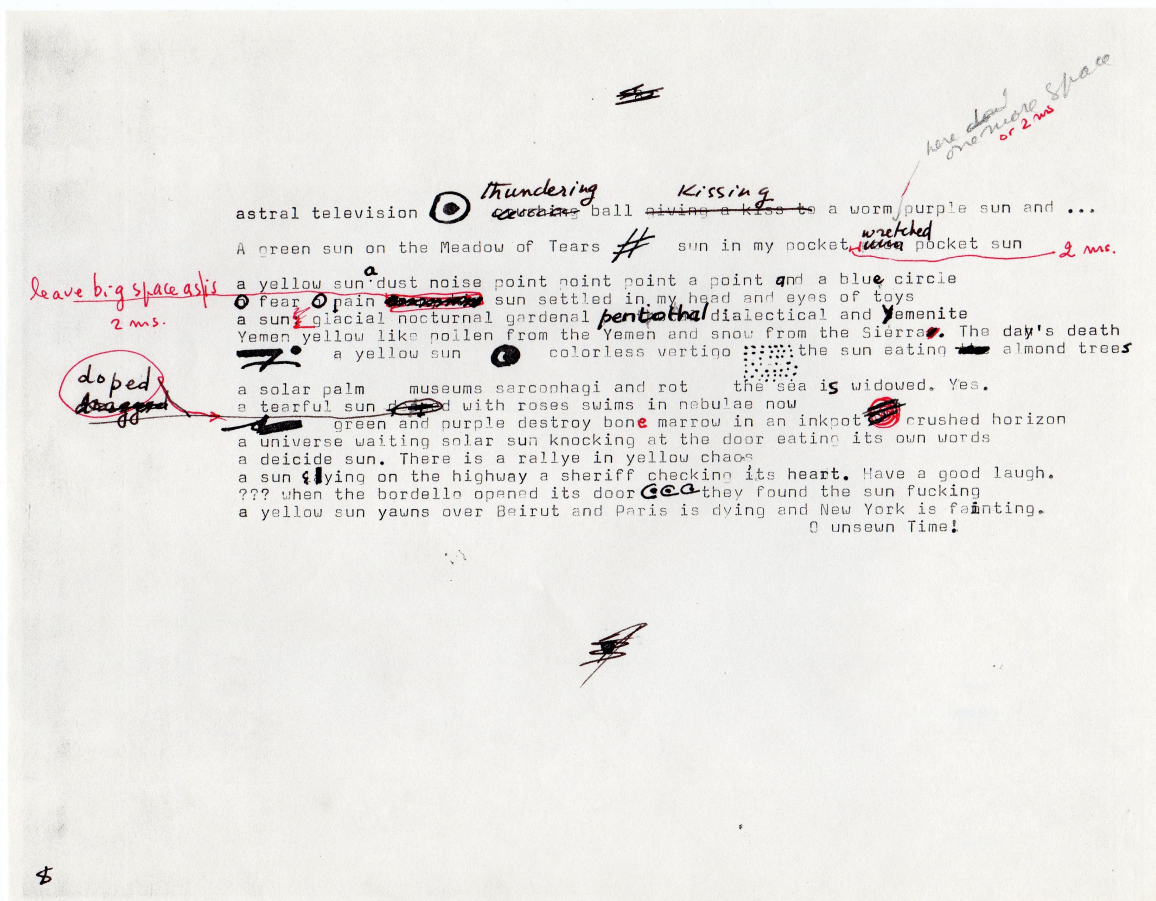 here one more space
or 2 ms
thundering Kissing
astral television ball giving a kiss to a worm purple sun and ...
wretched
A green sun on the Meadow of Tears sun in my pocket pocket sun
2 ms.
a
a yellow sun dust noise point point point a point and a blue circle
leave big space as is
O fear O pain sun settled in my head and eyes of toys
2 ms.
a sun glacial nocturnal gardenal pentothal dialectical and Yemenite
Yemen yellow like pollen from the Yemen and snow from the Sierra. The day's death
a yellow sun colorless vertigo the sun eating almond trees
doped
a solar palm museums sarcophagi and rot the sea is widowed. Yes.
a tearful sun with roses swims in nebulae now
green and purple destroy bone marrow in an inkpot crushed horizon
a universe waiting solar sun knocking at the door eating its own words
a deicide sun. There is a rallye in yellow chaos
a sun lying on the highway a sheriff checking its heart. Have a good laugh.
??? when the bordello opened its door they found the sun fucking
a yellow sun yawns over Beirut and Paris is dying and New York is fainting.
O unsewn Time!